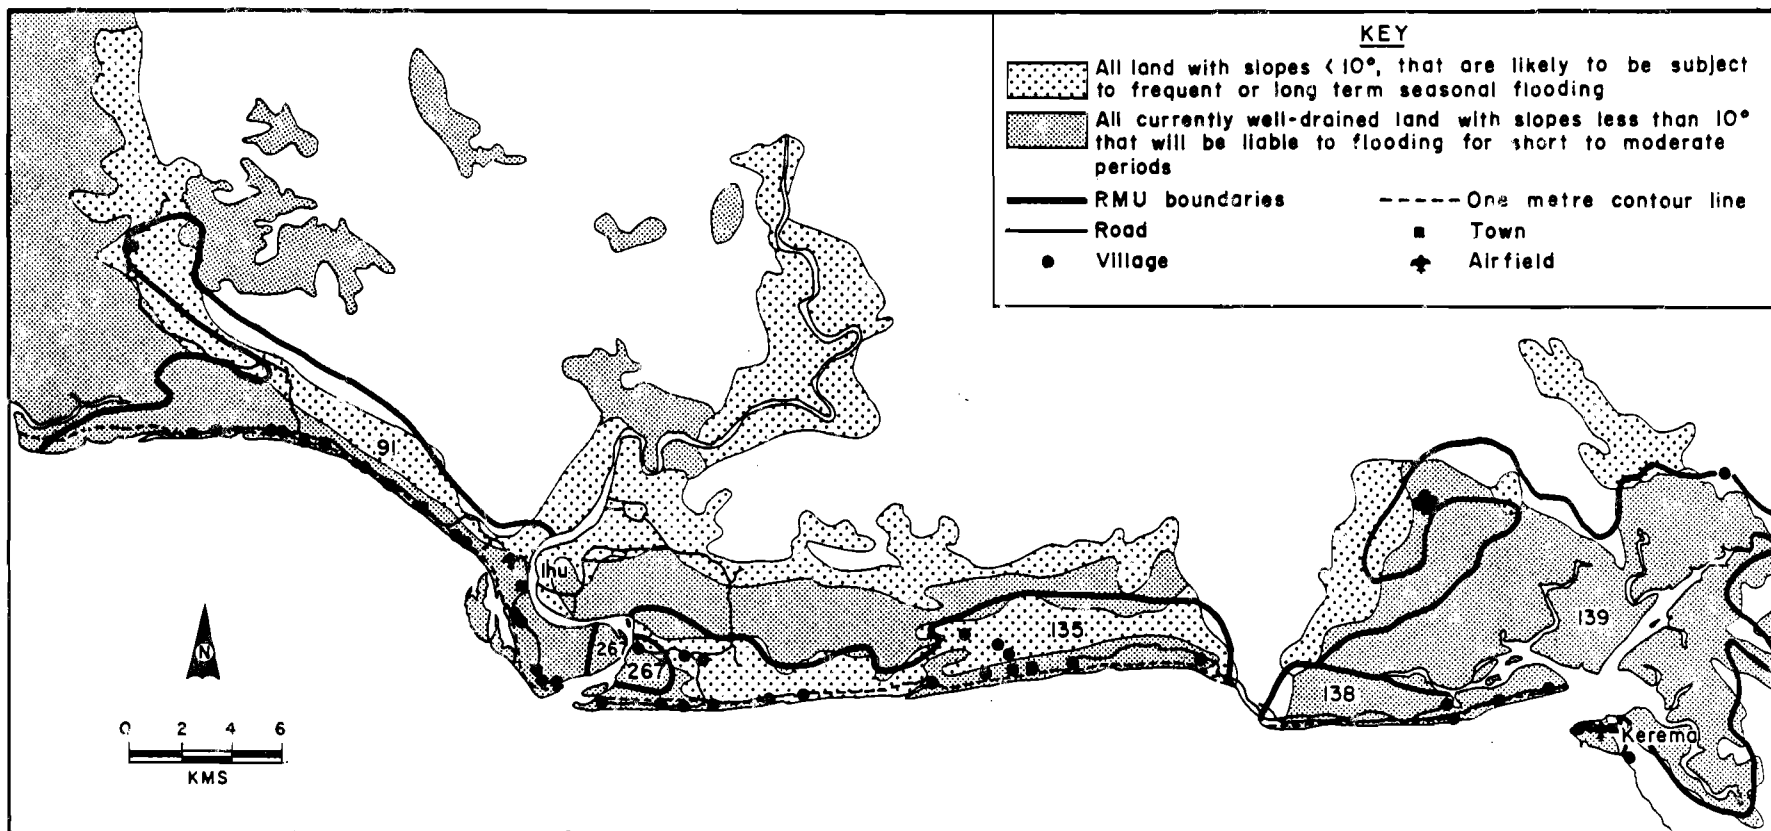 KEY
All land with slopes < 10°, that are likely to be subject
to frequent or long term seasonal flooding
All currently well-drained land with slopes less than 10°
that will be liable to flooding for short to moderate
periods
RMU boundaries
One metre contour line
Road
Town
Village
Airfield
91
Ihu
267
267
135
138
139
Kerema
N
0 2 4 6
KMS